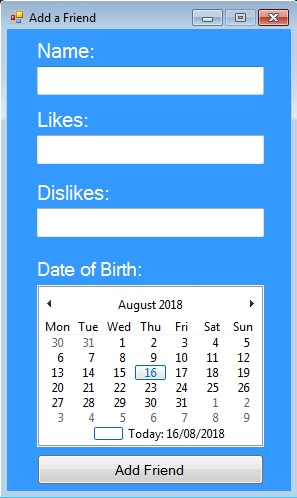 Add a Friend
Name:
Likes:
Dislikes:
Date of Birth:
August 2018
Mon Tue Wed Thu Fri Sat Sun
30 31 1 2 3 4 5
6 7 8 9 10 11 12
13 14 15 16 17 18 19
20 21 22 23 24 25 26
27 28 29 30 31 1 2
3 4 5 6 7 8 9
Today: 16/08/2018
Add Friend